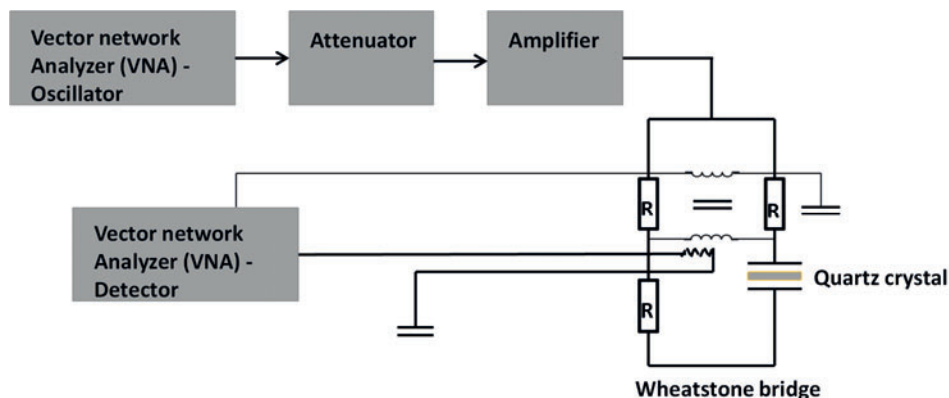 Vector network
Analyzer (VNA) -
Oscillator
Attenuator
Amplifier
R
R
Vector network
Analyzer (VNA) -
Detector
Quartz crystal
R
Wheatstone bridge